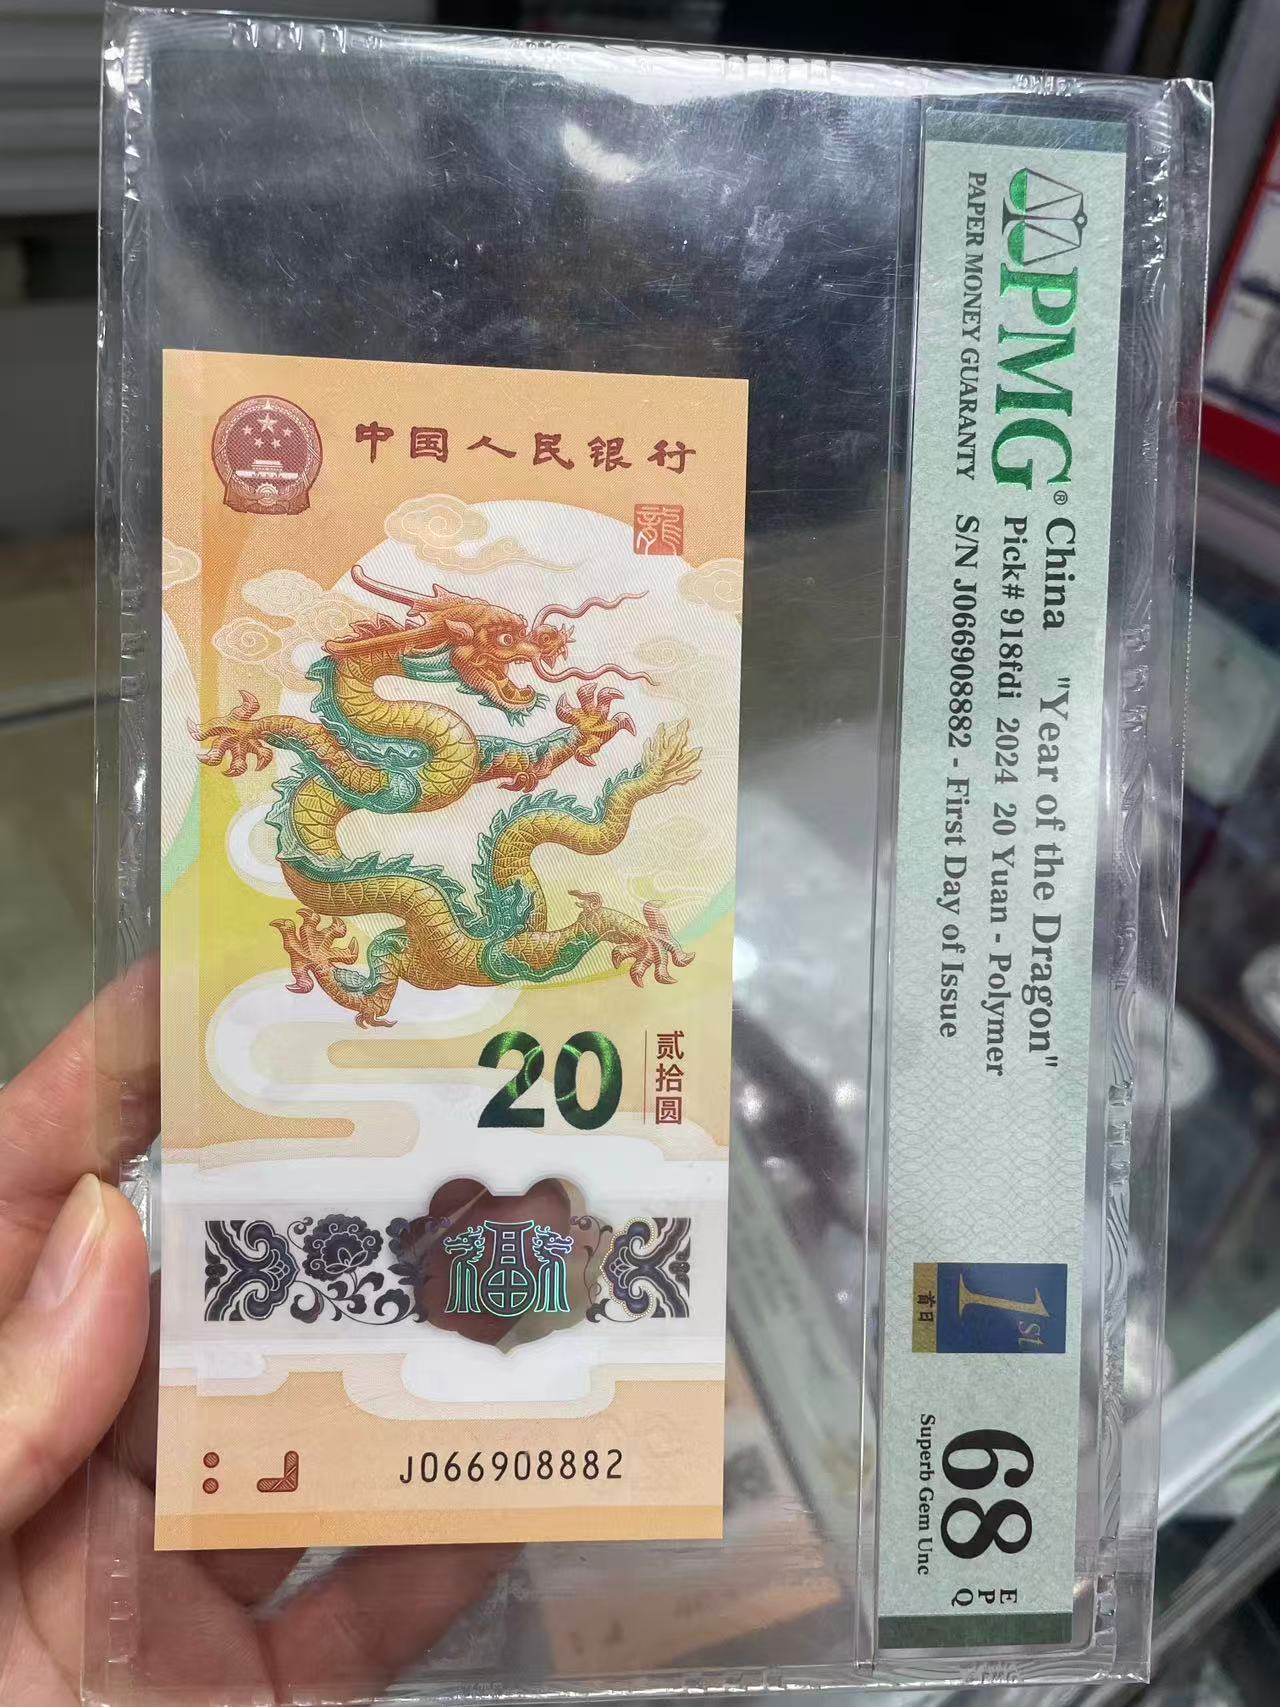 中国人民银行
龍
20
贰拾圆
福
J066908882
PMG®
PAPER MONEY GUARANTY
China "Year of the Dragon"
Pick# 918fdi 2024 20 Yuan - Polymer
S/N J066908882 - First Day of Issue
1st
首日
68
EPQ
Superb Gem Unc